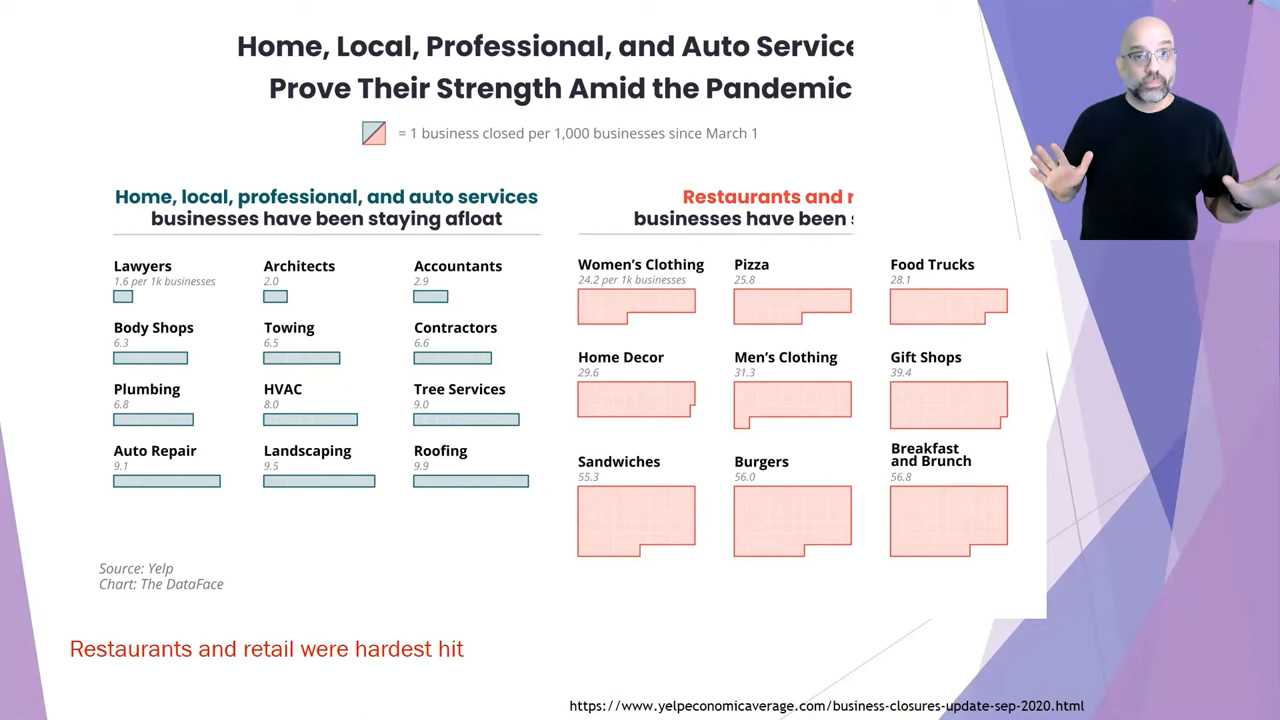 Home, Local, Professional, and Auto Service
Prove Their Strength Amid the Pandemic
= 1 business closed per 1,000 businesses since March 1
Home, local, professional, and auto services
businesses have been staying afloat
Lawyers
1.6 per 1k businesses
Architects
2.0
Accountants
2.9
Body Shops
6.3
Towing
6.5
Contractors
6.6
Plumbing
6.8
HVAC
8.0
Tree Services
9.0
Auto Repair
9.1
Landscaping
9.5
Roofing
9.9
Restaurants and
businesses have been
Women's Clothing
24.2 per 1k businesses
Pizza
25.8
Food Trucks
28.1
Home Decor
29.6
Men's Clothing
31.3
Gift Shops
39.4
Sandwiches
55.3
Burgers
56.0
Breakfast
and Brunch
56.8
Source: Yelp
Chart: The DataFace
Restaurants and retail were hardest hit
https://www.yelpeconomicaverage.com/business-closures-update-sep-2020.html